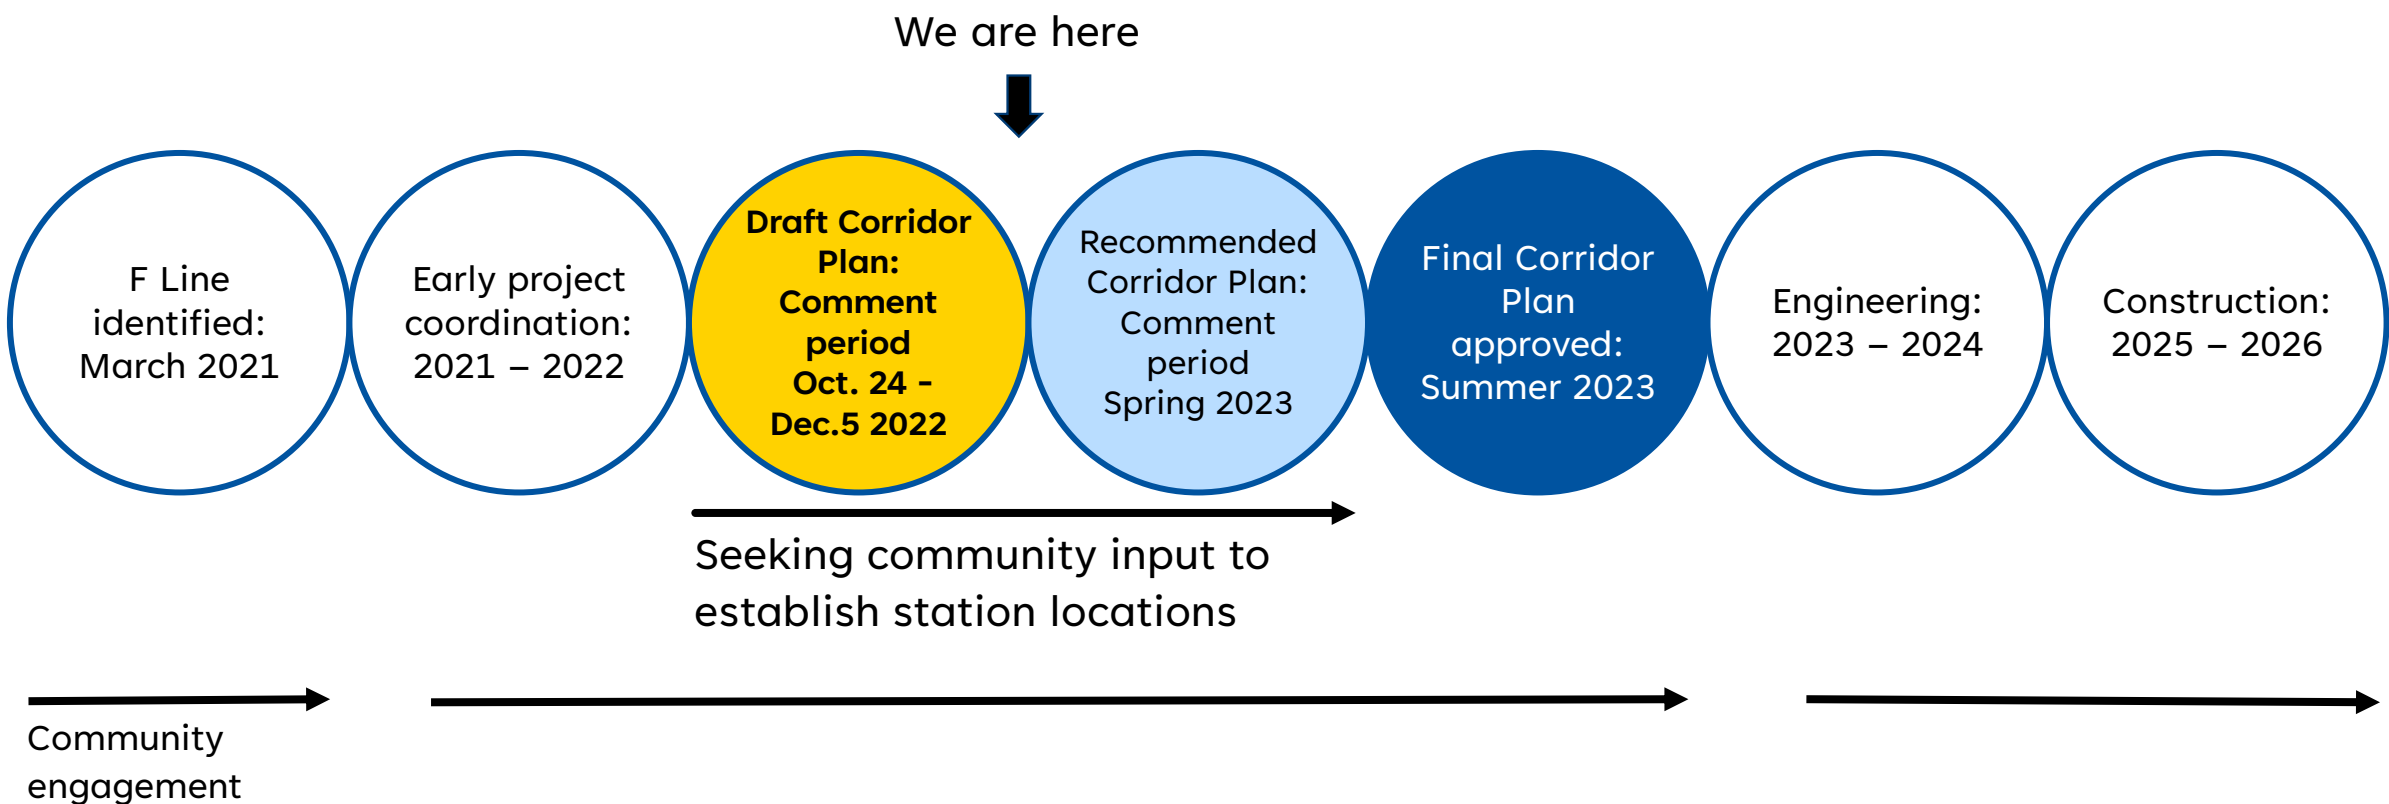 We are here
F Line
identified:
March 2021
Early project
coordination:
2021 – 2022
Draft Corridor
Plan:
Comment
period
Oct. 24 -
Dec.5 2022
Recommended
Corridor Plan:
Comment
period
Spring 2023
Final Corridor
Plan
approved:
Summer 2023
Engineering:
2023 – 2024
Construction:
2025 – 2026
Seeking community input to
establish station locations
Community
engagement